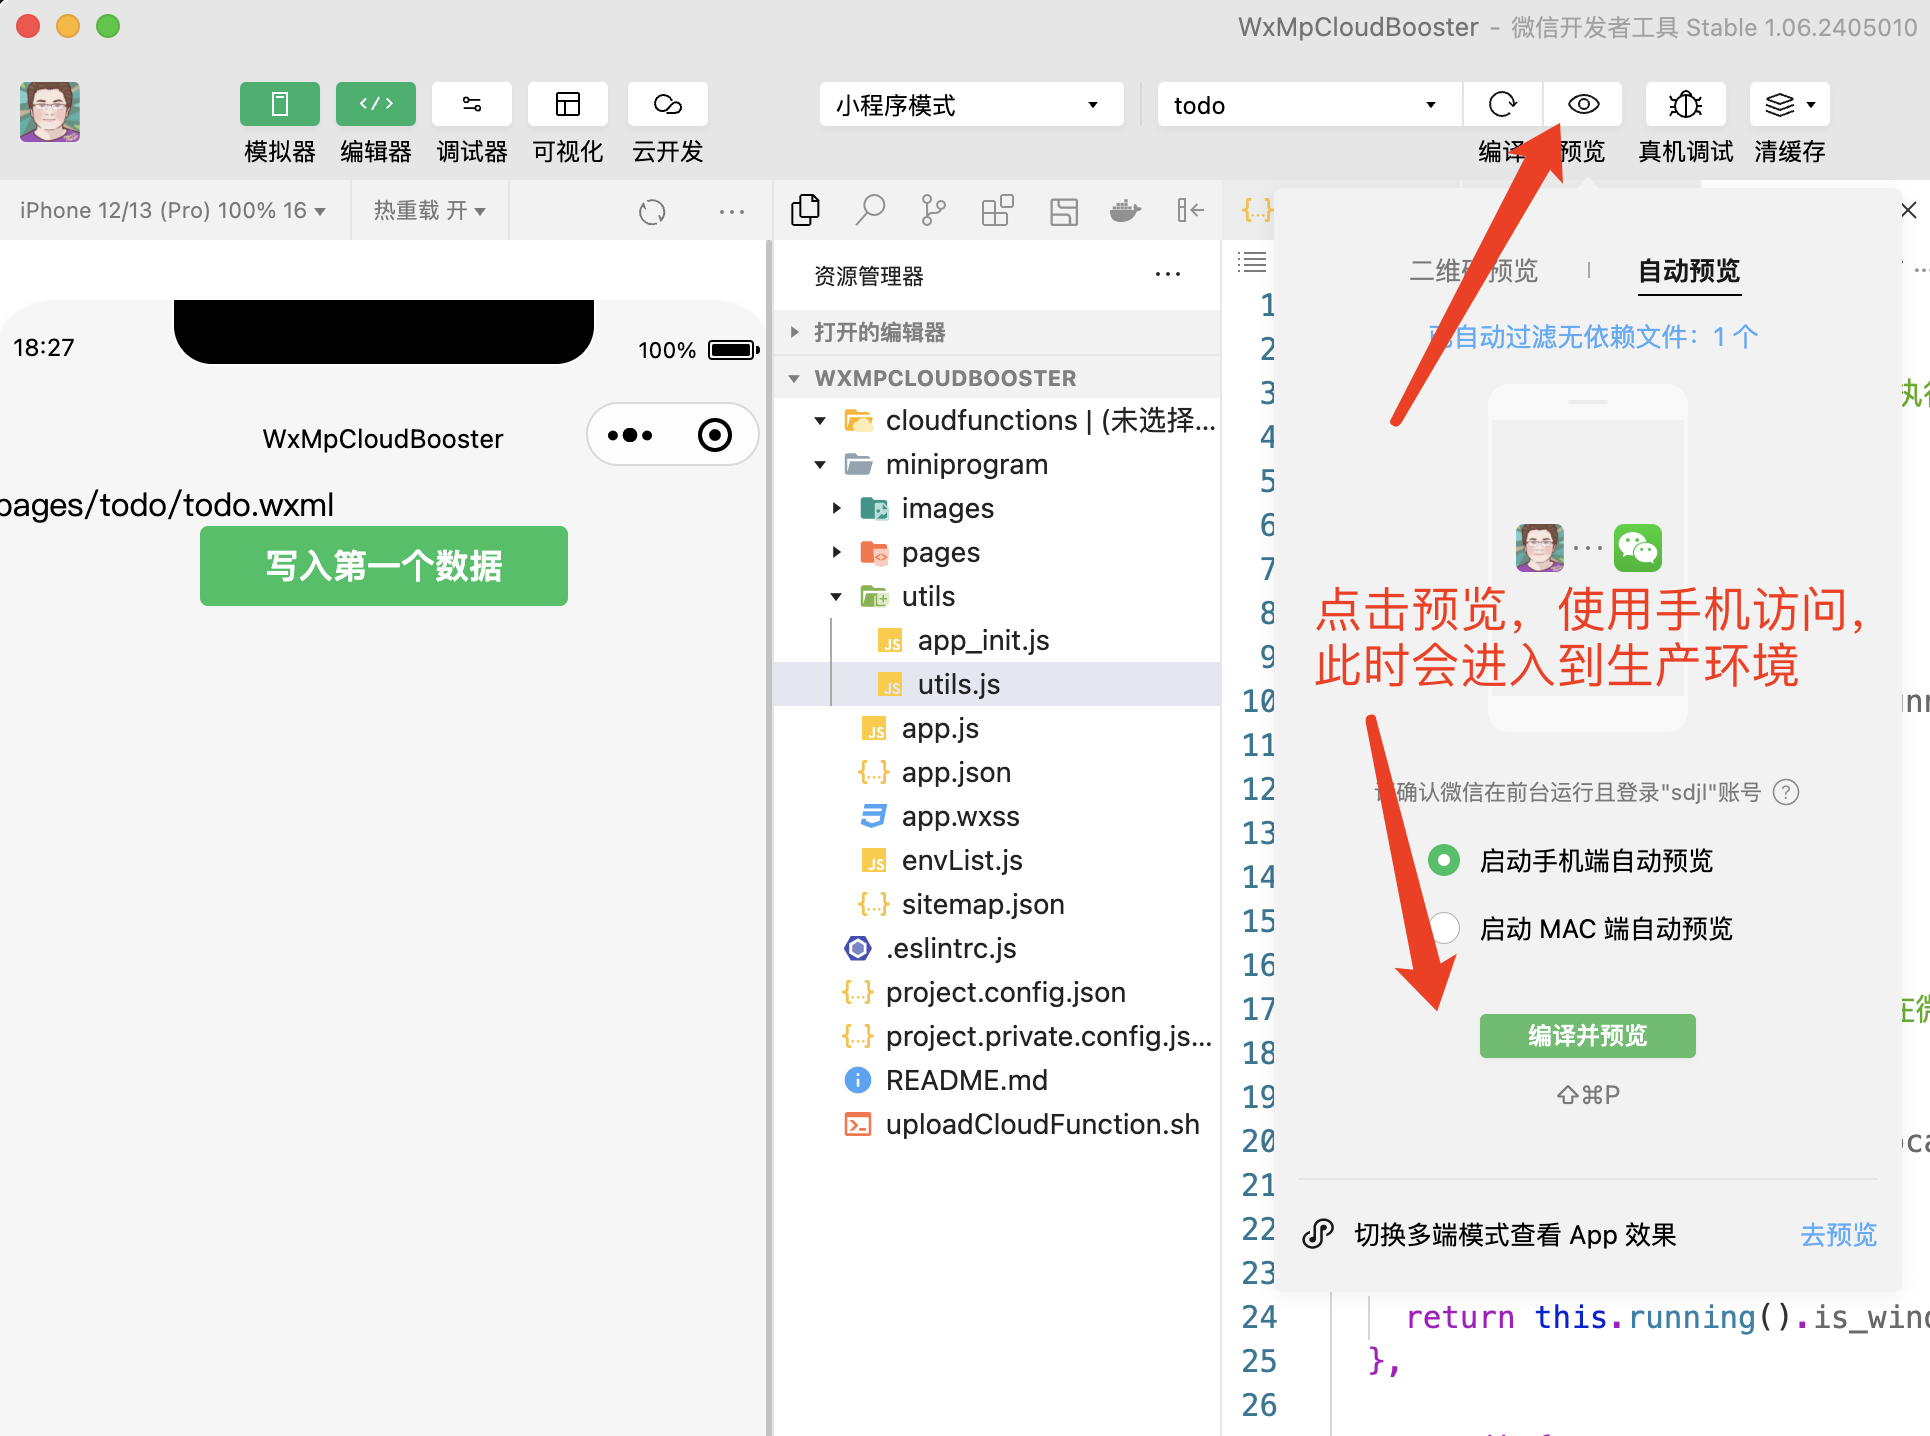 WxMpCloudBooster - 微信开发者工具 Stable 1.06.2405010
小程序模式
todo
模拟器
编辑器
调试器
可视化
云开发
编译
预览
真机调试
清缓存
iPhone 12/13 (Pro) 100% 16
热重载 开
18:27
100%
WxMpCloudBooster
pages/todo/todo.wxml
写入第一个数据
资源管理器
打开的编辑器
WXMPCLOUDBOOSTER
cloudfunctions | (未选择...
miniprogram
images
pages
utils
app_init.js
utils.js
app.js
app.json
app.wxss
envList.js
sitemap.json
.eslintrc.js
project.config.json
project.private.config.js...
README.md
uploadCloudFunction.sh
1
2
3
4
5
6
7
8
9
10
11
12
13
14
15
16
17
18
19
20
21
22
23
24
25
26
二维码预览
自动预览
已自动过滤无依赖文件：1 个
点击预览，使用手机访问，
此时会进入到生产环境
请确认微信在前台运行且登录"sdjl"账号
启动手机端自动预览
启动 MAC 端自动预览
编译并预览
⇧⌘P
切换多端模式查看 App 效果
去预览
return this.running().is_wind
},